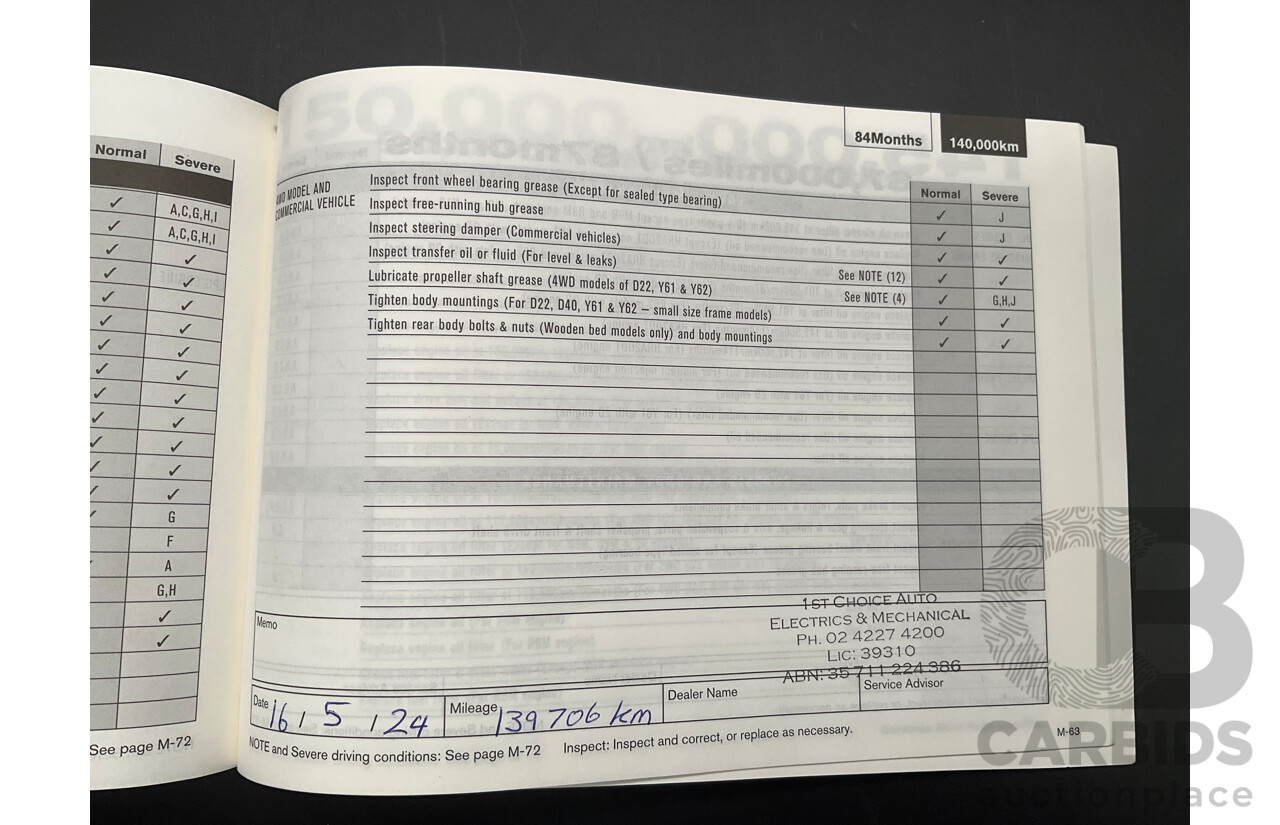 Normal Severe
✓ A,C,G,H,I
✓ A,C,G,H,I
✓ ✓
✓ ✓
✓ ✓
✓ ✓
✓ ✓
✓ ✓
✓ ✓
✓ ✓
✓ ✓
✓ ✓
✓ ✓
✓ G
F
A
G,H
✓
✓
See page M-72
84Months 140,000km
Normal Severe
MODEL AND
COMMERCIAL VEHICLE
Inspect front wheel bearing grease (Except for sealed type bearing) ✓ J
Inspect free-running hub grease ✓ J
Inspect steering damper (Commercial vehicles) ✓ ✓
Inspect transfer oil or fluid (For level & leaks) See NOTE (12) ✓ ✓
Lubricate propeller shaft grease (4WD models of D22, Y61 & Y62) See NOTE (4) ✓ G,H,J
Tighten body mountings (For D22, D40, Y61 & Y62 – small size frame models) ✓ ✓
Tighten rear body bolts & nuts (Wooden bed models only) and body mountings ✓ ✓
Memo
1ST CHOICE AUTO
ELECTRICS & MECHANICAL
PH. 02 4227 4200
LIC: 39310
ABN: 35 711 224 386
Date 16 / 5 / 24 Mileage 139706 km Dealer Name Service Advisor
NOTE and Severe driving conditions: See page M-72 Inspect: Inspect and correct, or replace as necessary. M-63
CARBIDS
auctionplace